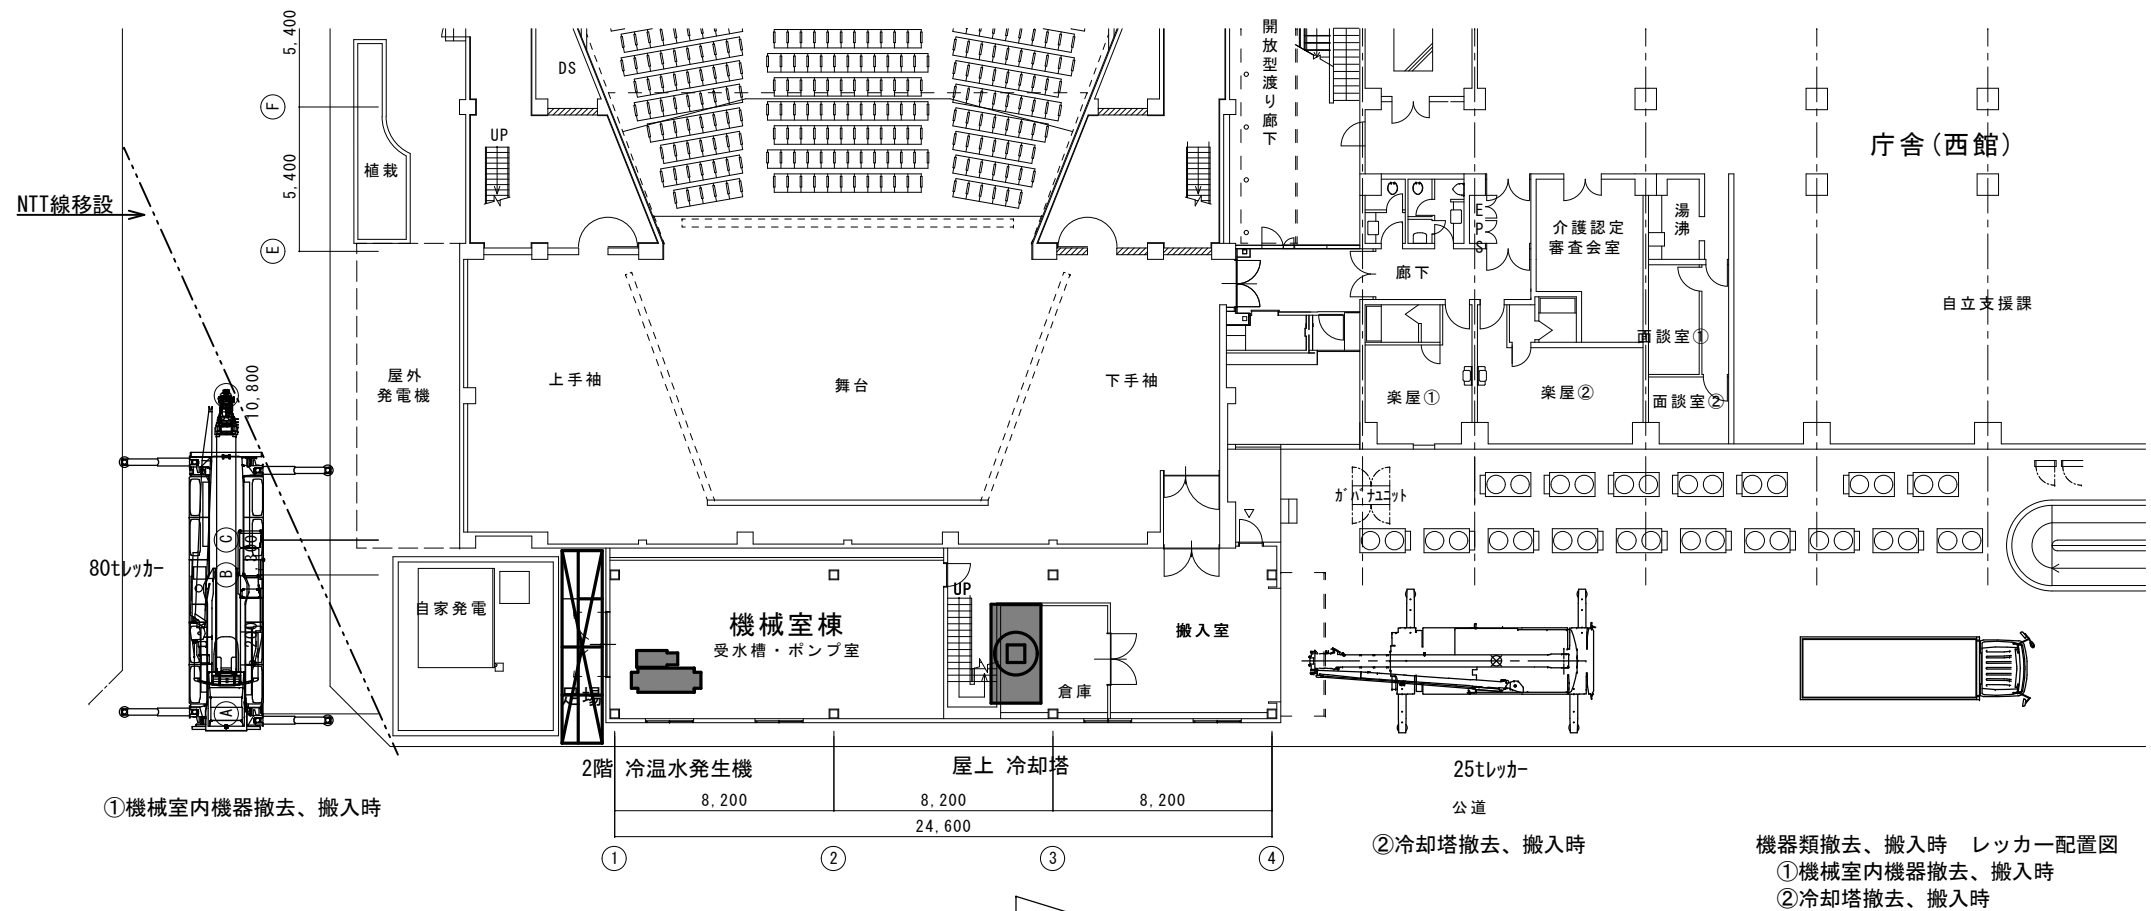 5,400
開放型渡り廊下
DS
F
UP
庁舎(西館)
植栽
5,400
NTT線移設
EPS
介護認定
審査会室
湯沸
E
廊下
自立支援課
面談室①
10,800
屋外
発電機
上手袖
舞台
下手袖
楽屋①
楽屋②
面談室②
ガバナユニット
C
80tレッカー
B
自家発電
UP
機械室棟
受水槽・ポンプ室
搬入室
倉庫
足場
A
2階 冷温水発生機
屋上 冷却塔
25tレッカー
①機械室内機器撤去、搬入時
8,200
8,200
8,200
公道
24,600
②冷却塔撤去、搬入時
機器類撤去、搬入時 レッカー配置図
1
2
3
4
①機械室内機器撤去、搬入時
②冷却塔撤去、搬入時